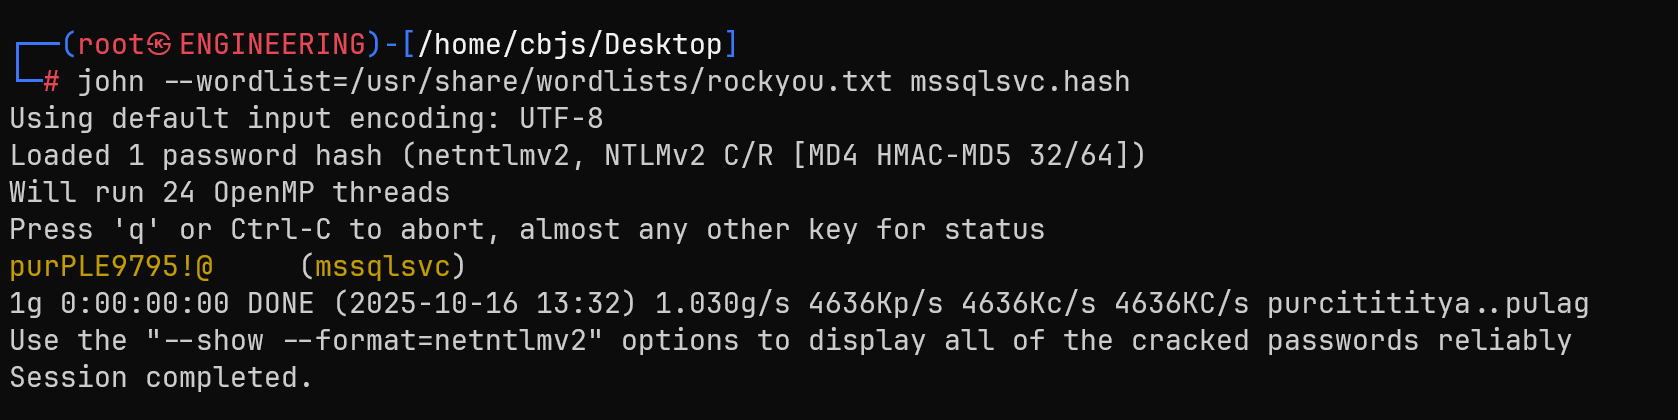 ┌──(root㉿ENGINEERING)-[/home/cbjs/Desktop]
└─# john --wordlist=/usr/share/wordlists/rockyou.txt mssqlsvc.hash
Using default input encoding: UTF-8
Loaded 1 password hash (netntlmv2, NTLMv2 C/R [MD4 HMAC-MD5 32/64])
Will run 24 OpenMP threads
Press 'q' or Ctrl-C to abort, almost any other key for status
purPLE9795!@     (mssqlsvc)
1g 0:00:00:00 DONE (2025-10-16 13:32) 1.030g/s 4636Kp/s 4636Kc/s 4636KC/s purcitititya..pulag
Use the "--show --format=netntlmv2" options to display all of the cracked passwords reliably
Session completed.